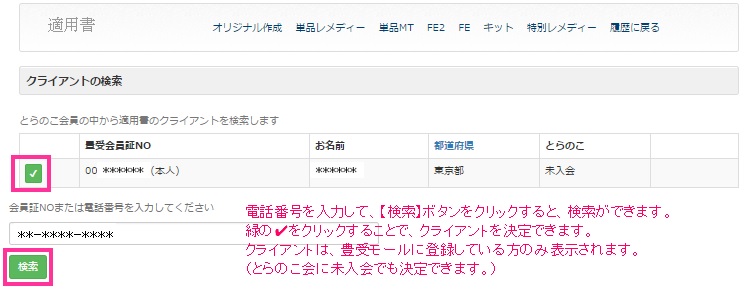 適用書 オリジナル作成 単品レメディー 単品MT FE2 FE キット 特別レメディー 履歴に戻る
クライアントの検索
とらのこ会員の中から適用書のクライアントを検索します
豊受会員証NO お名前 都道府県 とらのこ
✓ 00 ****** (本人) ****** 東京都 未入会
会員証NOまたは電話番号を入力してください
**-****-****
検索
電話番号を入力して、【検索】ボタンをクリックすると、検索ができます。
緑の✔をクリックすることで、クライアントを決定できます。
クライアントは、豊受モールに登録している方のみ表示されます。
(とらのこ会に未入会でも決定できます。)